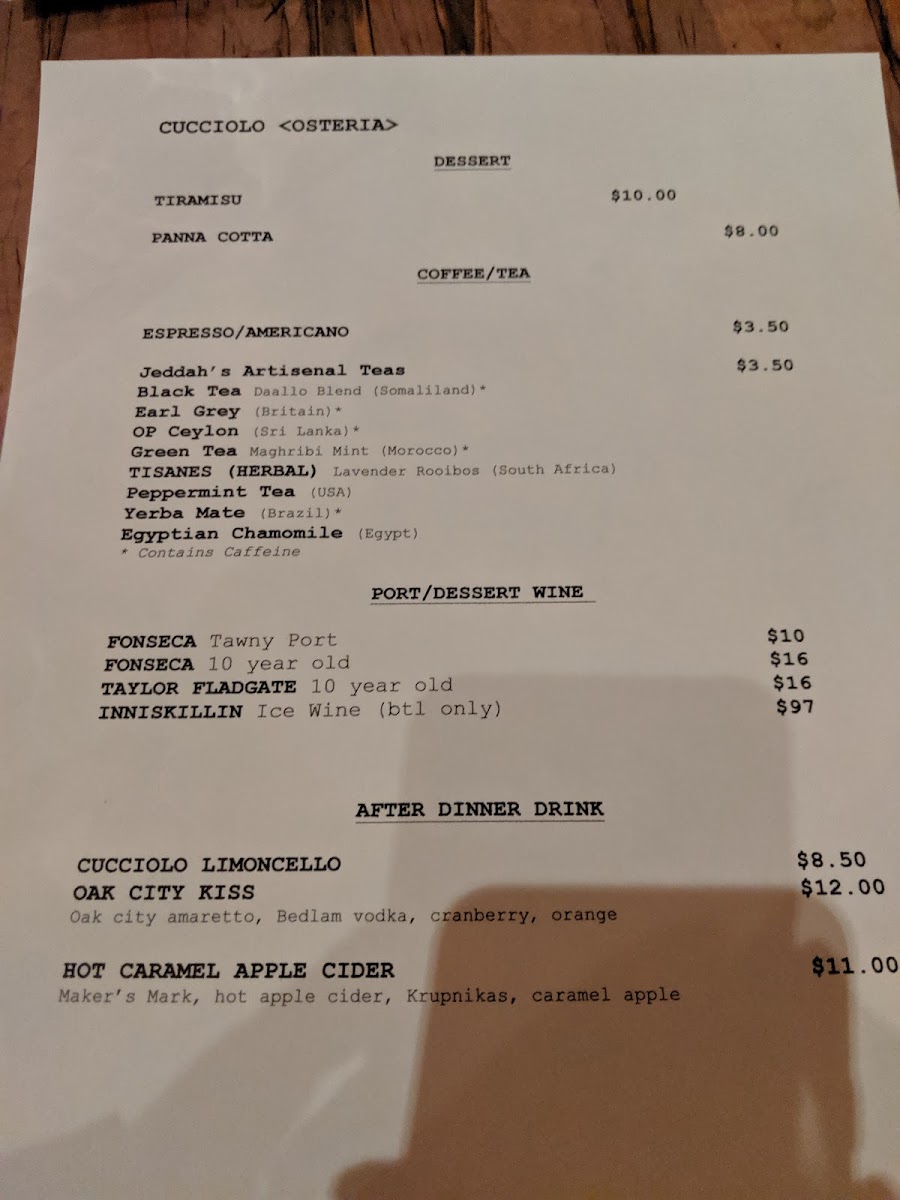 CUCCIOLO <OSTERIA>
DESSERT
TIRAMISU $10.00
PANNA COTTA $8.00
COFFEE/TEA
ESPRESSO/AMERICANO $3.50
Jeddah's Artisenal Teas $3.50
Black Tea Daallo Blend (Somaliland)*
Earl Grey (Britain)*
OP Ceylon (Sri Lanka)*
Green Tea Maghribi Mint (Morocco)*
TISANES (HERBAL) Lavender Rooibos (South Africa)
Peppermint Tea (USA)
Yerba Mate (Brazil)*
Egyptian Chamomile (Egypt)
* Contains Caffeine
PORT/DESSERT WINE
FONSECA Tawny Port $10
FONSECA 10 year old $16
TAYLOR FLADGATE 10 year old $16
INNISKILLIN Ice Wine (btl only) $97
AFTER DINNER DRINK
CUCCIOLO LIMONCELLO $8.50
OAK CITY KISS $12.00
Oak city amaretto, Bedlam vodka, cranberry, orange
HOT CARAMEL APPLE CIDER $11.00
Maker's Mark, hot apple cider, Krupnikas, caramel apple